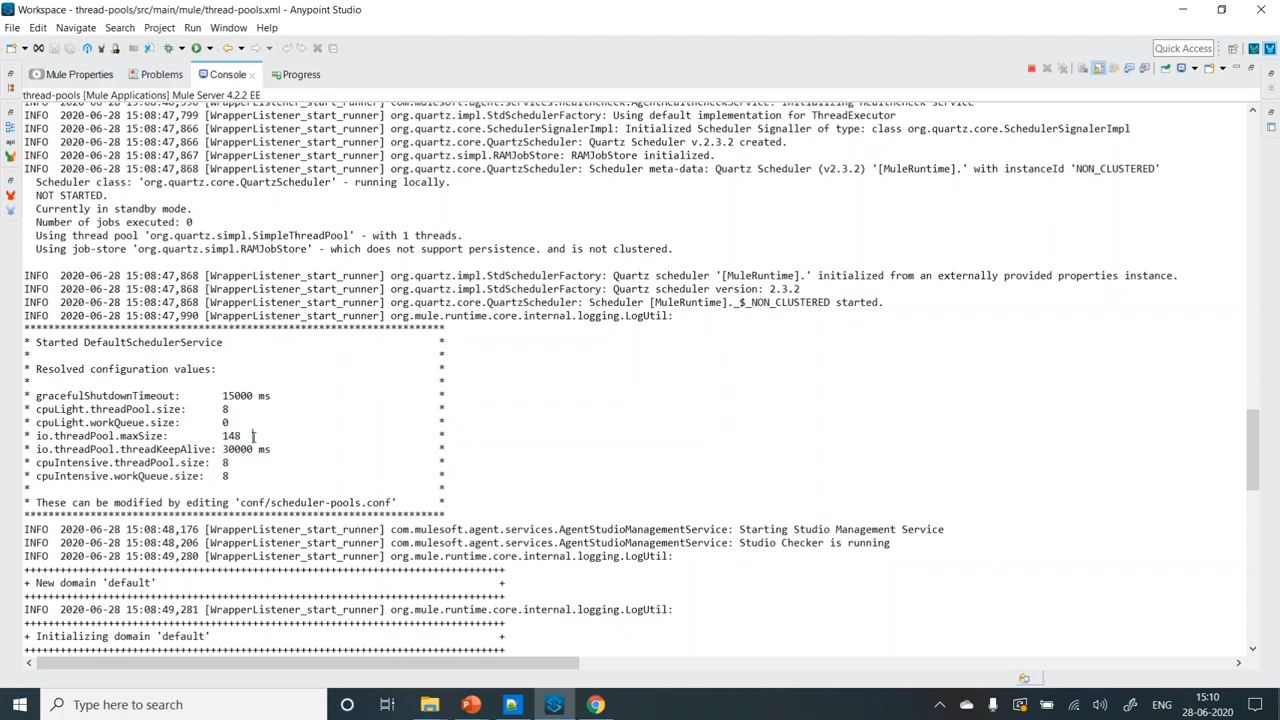 Workspace - thread-pools/src/main/mule/thread-pools.xml - Anypoint Studio
File Edit Navigate Search Project Run Window Help
Quick Access
Mule Properties Problems Console Progress
thread-pools [Mule Applications] Mule Server 4.2.2 EE
INFO 2020-06-28 15:08:47,799 [WrapperListener_start_runner] org.quartz.impl.StdSchedulerFactory: Using default implementation for ThreadExecutor
INFO 2020-06-28 15:08:47,866 [WrapperListener_start_runner] org.quartz.core.SchedulerSignalerImpl: Initialized Scheduler Signaller of type: class org.quartz.core.SchedulerSignalerImpl
INFO 2020-06-28 15:08:47,866 [WrapperListener_start_runner] org.quartz.core.QuartzScheduler: Quartz Scheduler v.2.3.2 created.
INFO 2020-06-28 15:08:47,867 [WrapperListener_start_runner] org.quartz.simpl.RAMJobStore: RAMJobStore initialized.
INFO 2020-06-28 15:08:47,868 [WrapperListener_start_runner] org.quartz.core.QuartzScheduler: Scheduler meta-data: Quartz Scheduler (v2.3.2) '[MuleRuntime].' with instanceId 'NON_CLUSTERED'
Scheduler class: 'org.quartz.core.QuartzScheduler' - running locally.
NOT STARTED.
Currently in standby mode.
Number of jobs executed: 0
Using thread pool 'org.quartz.simpl.SimpleThreadPool' - with 1 threads.
Using job-store 'org.quartz.simpl.RAMJobStore' - which does not support persistence. and is not clustered.
INFO 2020-06-28 15:08:47,868 [WrapperListener_start_runner] org.quartz.impl.StdSchedulerFactory: Quartz scheduler '[MuleRuntime].' initialized from an externally provided properties instance.
INFO 2020-06-28 15:08:47,868 [WrapperListener_start_runner] org.quartz.impl.StdSchedulerFactory: Quartz scheduler version: 2.3.2
INFO 2020-06-28 15:08:47,868 [WrapperListener_start_runner] org.quartz.core.QuartzScheduler: Scheduler [MuleRuntime]._$_NON_CLUSTERED started.
INFO 2020-06-28 15:08:47,990 [WrapperListener_start_runner] org.mule.runtime.core.internal.logging.LogUtil:
**********************************************************************
* Started DefaultSchedulerService *
* *
* Resolved configuration values: *
* *
* gracefulShutdownTimeout: 15000 ms *
* cpuLight.threadPool.size: 8 *
* cpuLight.workQueue.size: 0 *
* io.threadPool.maxSize: 148 *
* io.threadPool.threadKeepAlive: 30000 ms *
* cpuIntensive.threadPool.size: 8 *
* cpuIntensive.workQueue.size: 8 *
* *
* These can be modified by editing 'conf/scheduler-pools.conf' *
**********************************************************************
INFO 2020-06-28 15:08:48,176 [WrapperListener_start_runner] com.mulesoft.agent.services.AgentStudioManagementService: Starting Studio Management Service
INFO 2020-06-28 15:08:48,206 [WrapperListener_start_runner] com.mulesoft.agent.services.AgentStudioManagementService: Studio Checker is running
INFO 2020-06-28 15:08:49,280 [WrapperListener_start_runner] org.mule.runtime.core.internal.logging.LogUtil:
++++++++++++++++++++++++++++++++++++++++++++++++++++++++++++++++++++++++++++++++
+ New domain 'default' +
++++++++++++++++++++++++++++++++++++++++++++++++++++++++++++++++++++++++++++++++
INFO 2020-06-28 15:08:49,281 [WrapperListener_start_runner] org.mule.runtime.core.internal.logging.LogUtil:
++++++++++++++++++++++++++++++++++++++++++++++++++++++++++++++++++++++++++++++++
+ Initializing domain 'default' +
++++++++++++++++++++++++++++++++++++++++++++++++++++++++++++++++++++++++++++++++
Type here to search
ENG
15:10
28-06-2020